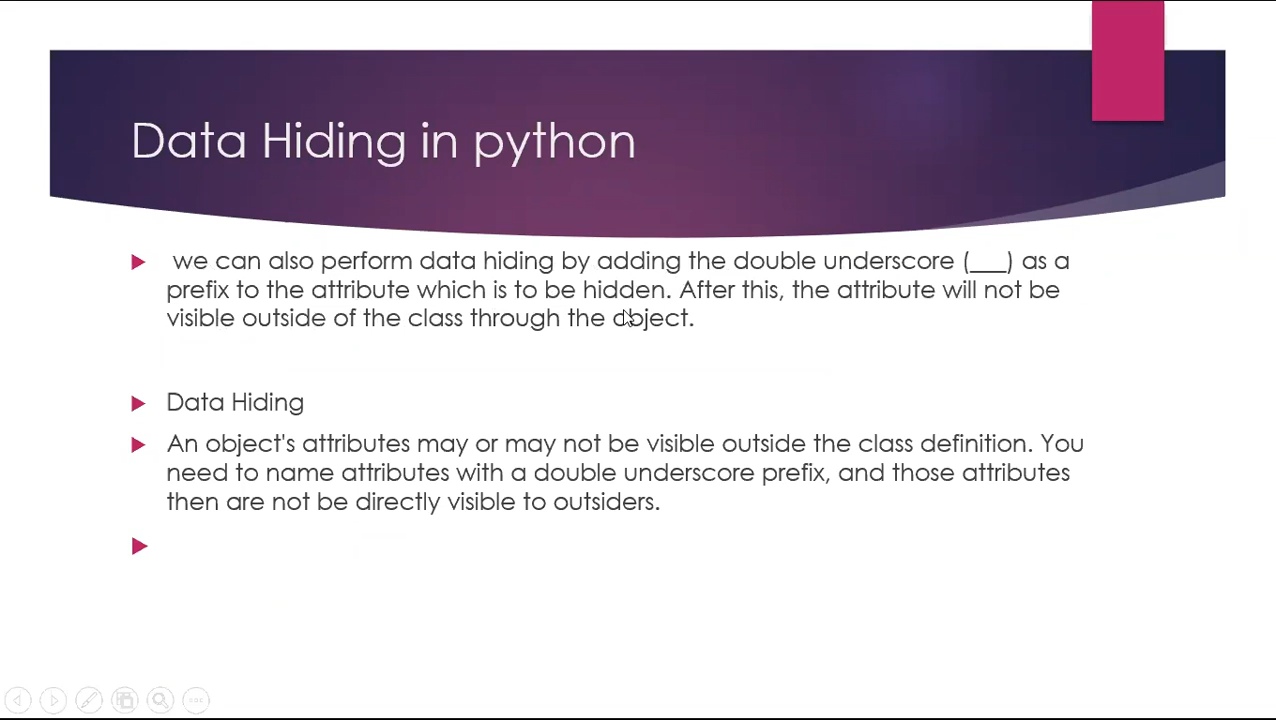 Data Hiding in python
we can also perform data hiding by adding the double underscore (___) as a
prefix to the attribute which is to be hidden. After this, the attribute will not be
visible outside of the class through the object.
Data Hiding
An object's attributes may or may not be visible outside the class definition. You
need to name attributes with a double underscore prefix, and those attributes
then are not be directly visible to outsiders.